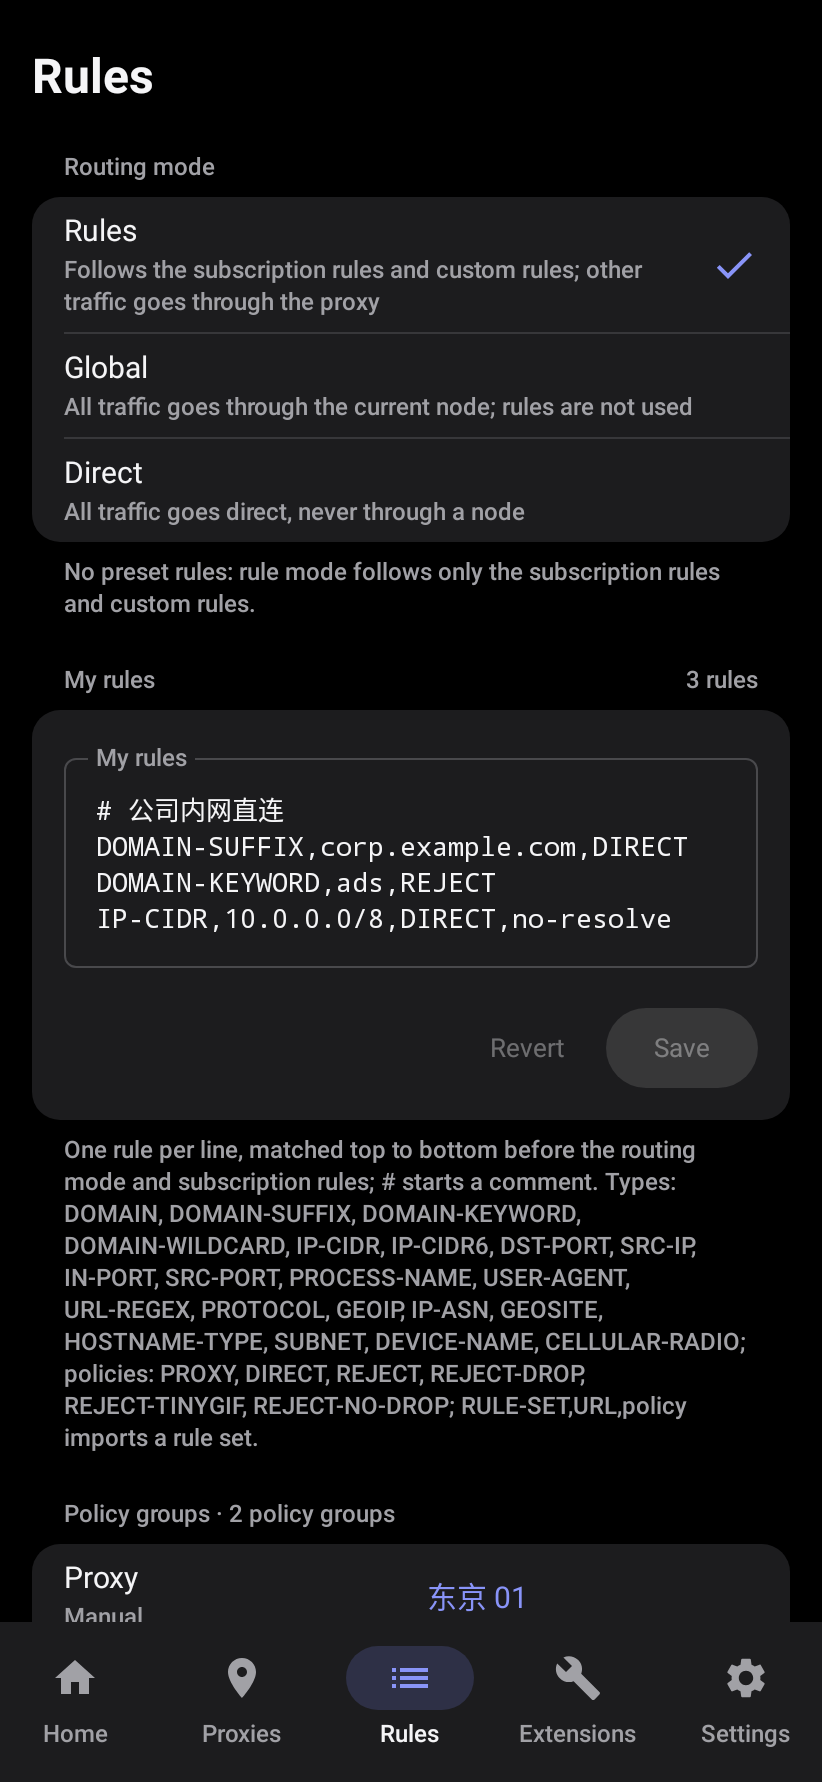 Rules
Routing mode
Rules
Follows the subscription rules and custom rules; other
traffic goes through the proxy
Global
All traffic goes through the current node; rules are not used
Direct
All traffic goes direct, never through a node
No preset rules: rule mode follows only the subscription rules
and custom rules.
My rules
3 rules
My rules
# 公司内网直连
DOMAIN-SUFFIX,corp.example.com,DIRECT
DOMAIN-KEYWORD,ads,REJECT
IP-CIDR,10.0.0.0/8,DIRECT,no-resolve
Revert
Save
One rule per line, matched top to bottom before the routing
mode and subscription rules; # starts a comment. Types:
DOMAIN, DOMAIN-SUFFIX, DOMAIN-KEYWORD,
DOMAIN-WILDCARD, IP-CIDR, IP-CIDR6, DST-PORT, SRC-IP,
IN-PORT, SRC-PORT, PROCESS-NAME, USER-AGENT,
URL-REGEX, PROTOCOL, GEOIP, IP-ASN, GEOSITE,
HOSTNAME-TYPE, SUBNET, DEVICE-NAME, CELLULAR-RADIO;
policies: PROXY, DIRECT, REJECT, REJECT-DROP,
REJECT-TINYGIF, REJECT-NO-DROP; RULE-SET,URL,policy
imports a rule set.
Policy groups · 2 policy groups
Proxy
东京 01
Manual
Home
Proxies
Rules
Extensions
Settings